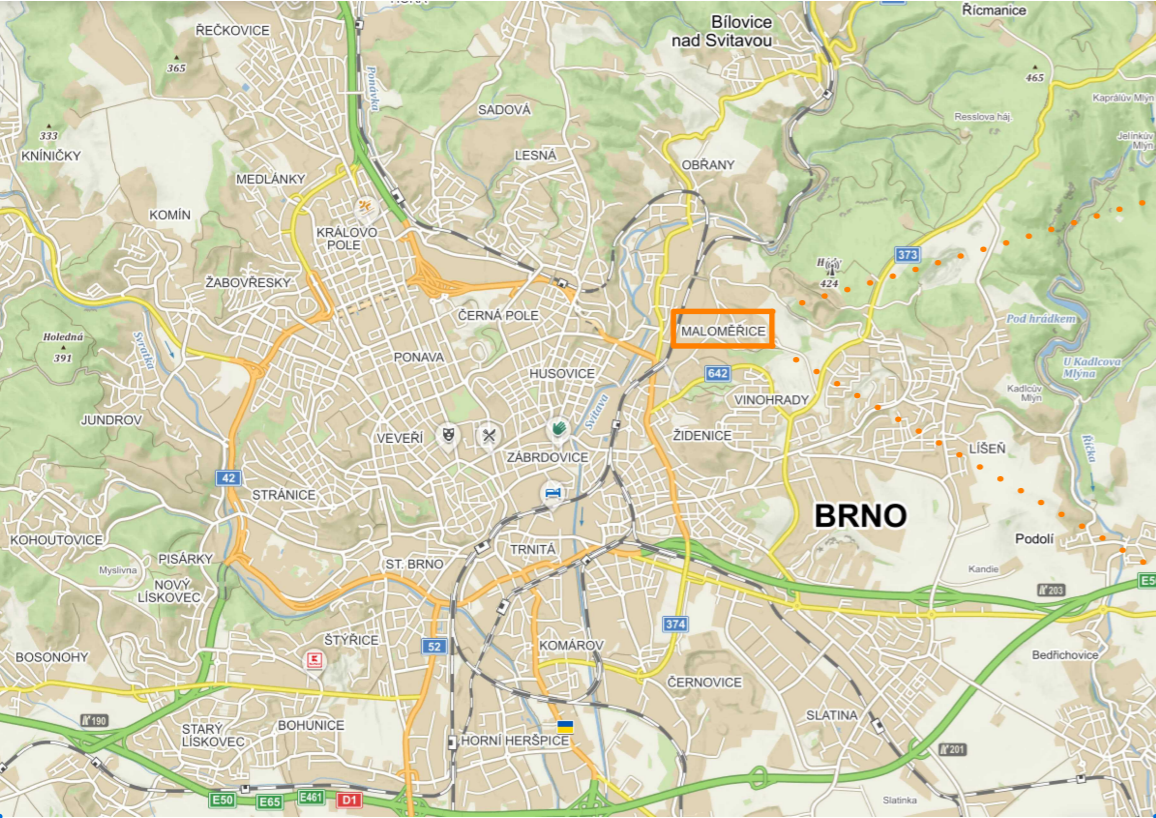 HORA
Řícmanice
Bílovice
nad Svitavou
ŘEČKOVICE
365
Ponávka
465
Kaprálův Mlýn
SADOVÁ
Resslova háj.
333
KNÍNIČKY
LESNÁ
Jelínkův
Mlýn
OBŘANY
MEDLÁNKY
KOMÍN
KRÁLOVO
POLE
373
Hády
424
ŽABOVŘESKY
ČERNÁ POLE
Pod hrádkem
MALOMĚŘICE
Holedná
391
Svratka
PONAVA
HUSOVICE
642
U Kadlcova
Mlýna
Kadlcův
Mlýn
VINOHRADY
JUNDROV
Svitava
VEVEŘÍ
ŽIDENICE
LÍŠEŇ
Říčka
ZÁBRDOVICE
42
STRÁNICE
BRNO
KOHOUTOVICE
Podolí
TRNITÁ
PISÁRKY
ST. BRNO
Myslivna
Kandie
NOVÝ
LÍSKOVEC
E50
203
374
ŠTÝŘICE
52
KOMÁROV
BOSONOHY
Bedřichovice
ČERNOVICE
SLATINA
190
STARÝ
LÍSKOVEC
BOHUNICE
HORNÍ HERŠPICE
201
E50
E65
E461
D1
Slatinka